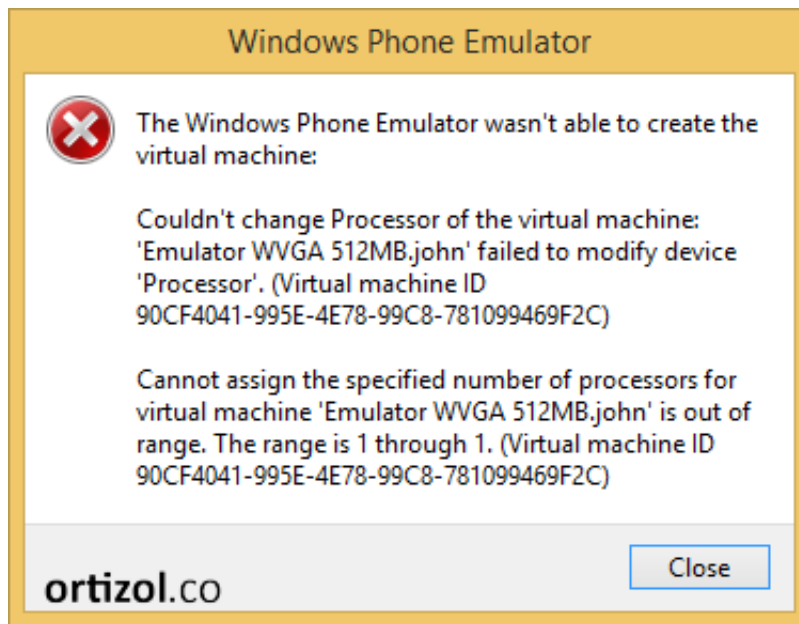 Windows Phone Emulator
The Windows Phone Emulator wasn't able to create the
virtual machine:
Couldn't change Processor of the virtual machine:
'Emulator WVGA 512MB.john' failed to modify device
'Processor'. (Virtual machine ID
90CF4041-995E-4E78-99C8-781099469F2C)
Cannot assign the specified number of processors for
virtual machine 'Emulator WVGA 512MB.john' is out of
range. The range is 1 through 1. (Virtual machine ID
90CF4041-995E-4E78-99C8-781099469F2C)
Close
ortizol.co